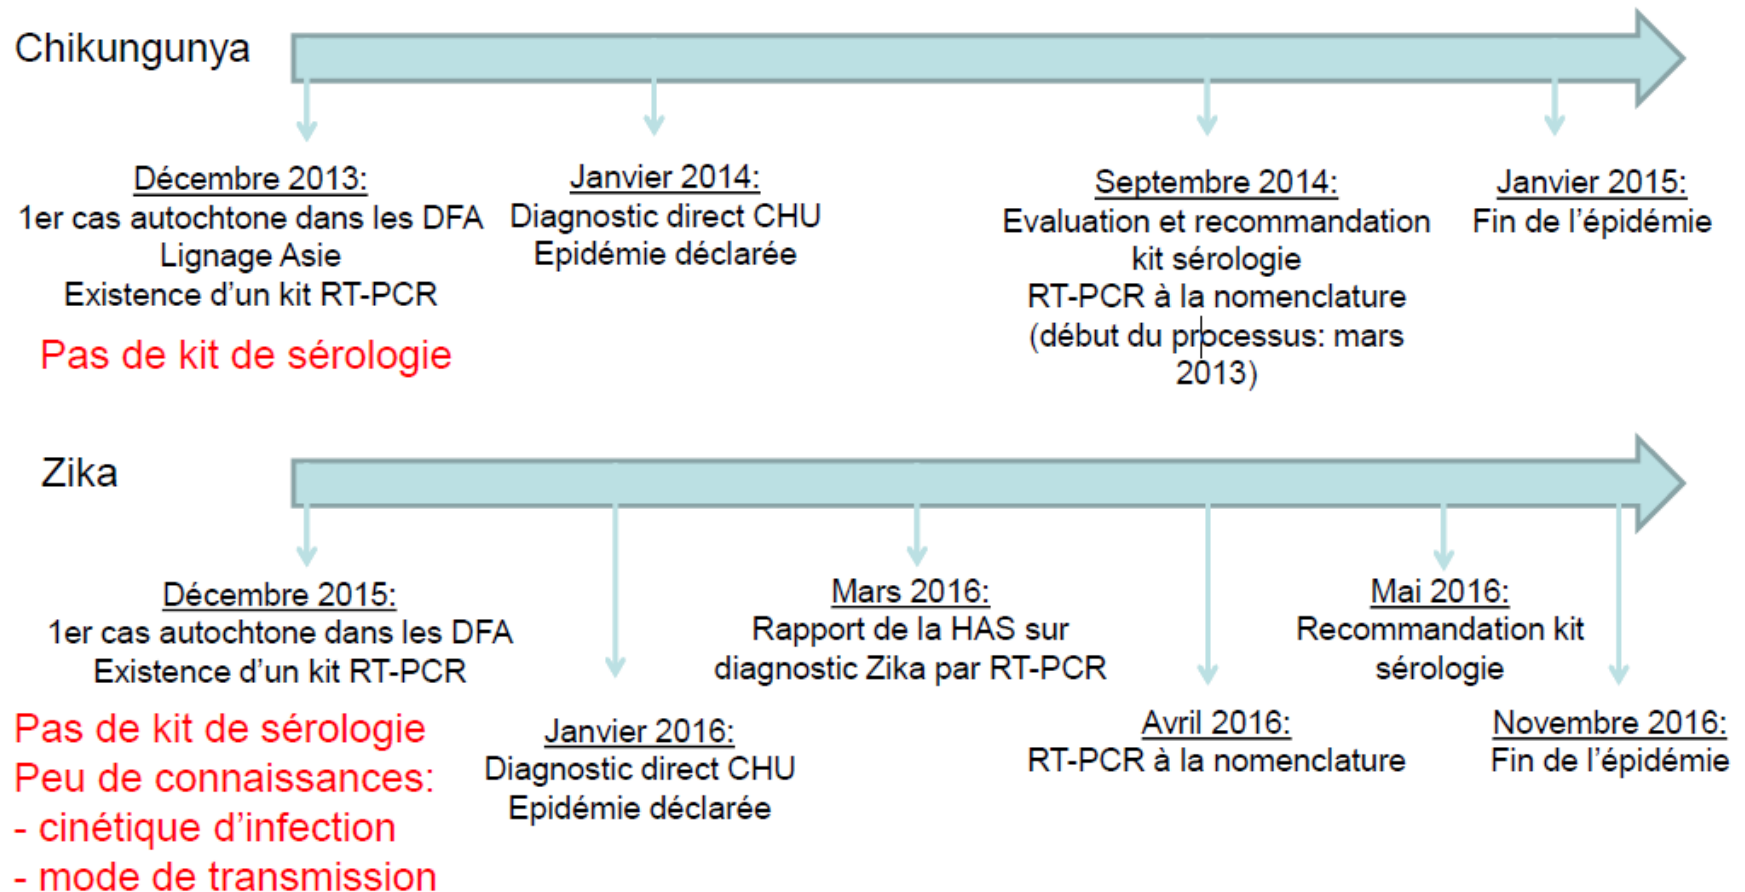 Chikungunya
Décembre 2013:
1er cas autochtone dans les DFA
Lignage Asie
Existence d'un kit RT-PCR
Pas de kit de sérologie
Janvier 2014:
Diagnostic direct CHU
Epidémie déclarée
Septembre 2014:
Evaluation et recommandation
kit sérologie
RT-PCR à la nomenclature
(début du processus: mars
2013)
Janvier 2015:
Fin de l'épidémie
Zika
Décembre 2015:
1er cas autochtone dans les DFA
Existence d'un kit RT-PCR
Pas de kit de sérologie
Peu de connaissances:
- cinétique d'infection
- mode de transmission
Janvier 2016:
Diagnostic direct CHU
Epidémie déclarée
Mars 2016:
Rapport de la HAS sur
diagnostic Zika par RT-PCR
Avril 2016:
RT-PCR à la nomenclature
Mai 2016:
Recommandation kit
sérologie
Novembre 2016:
Fin de l'épidémie